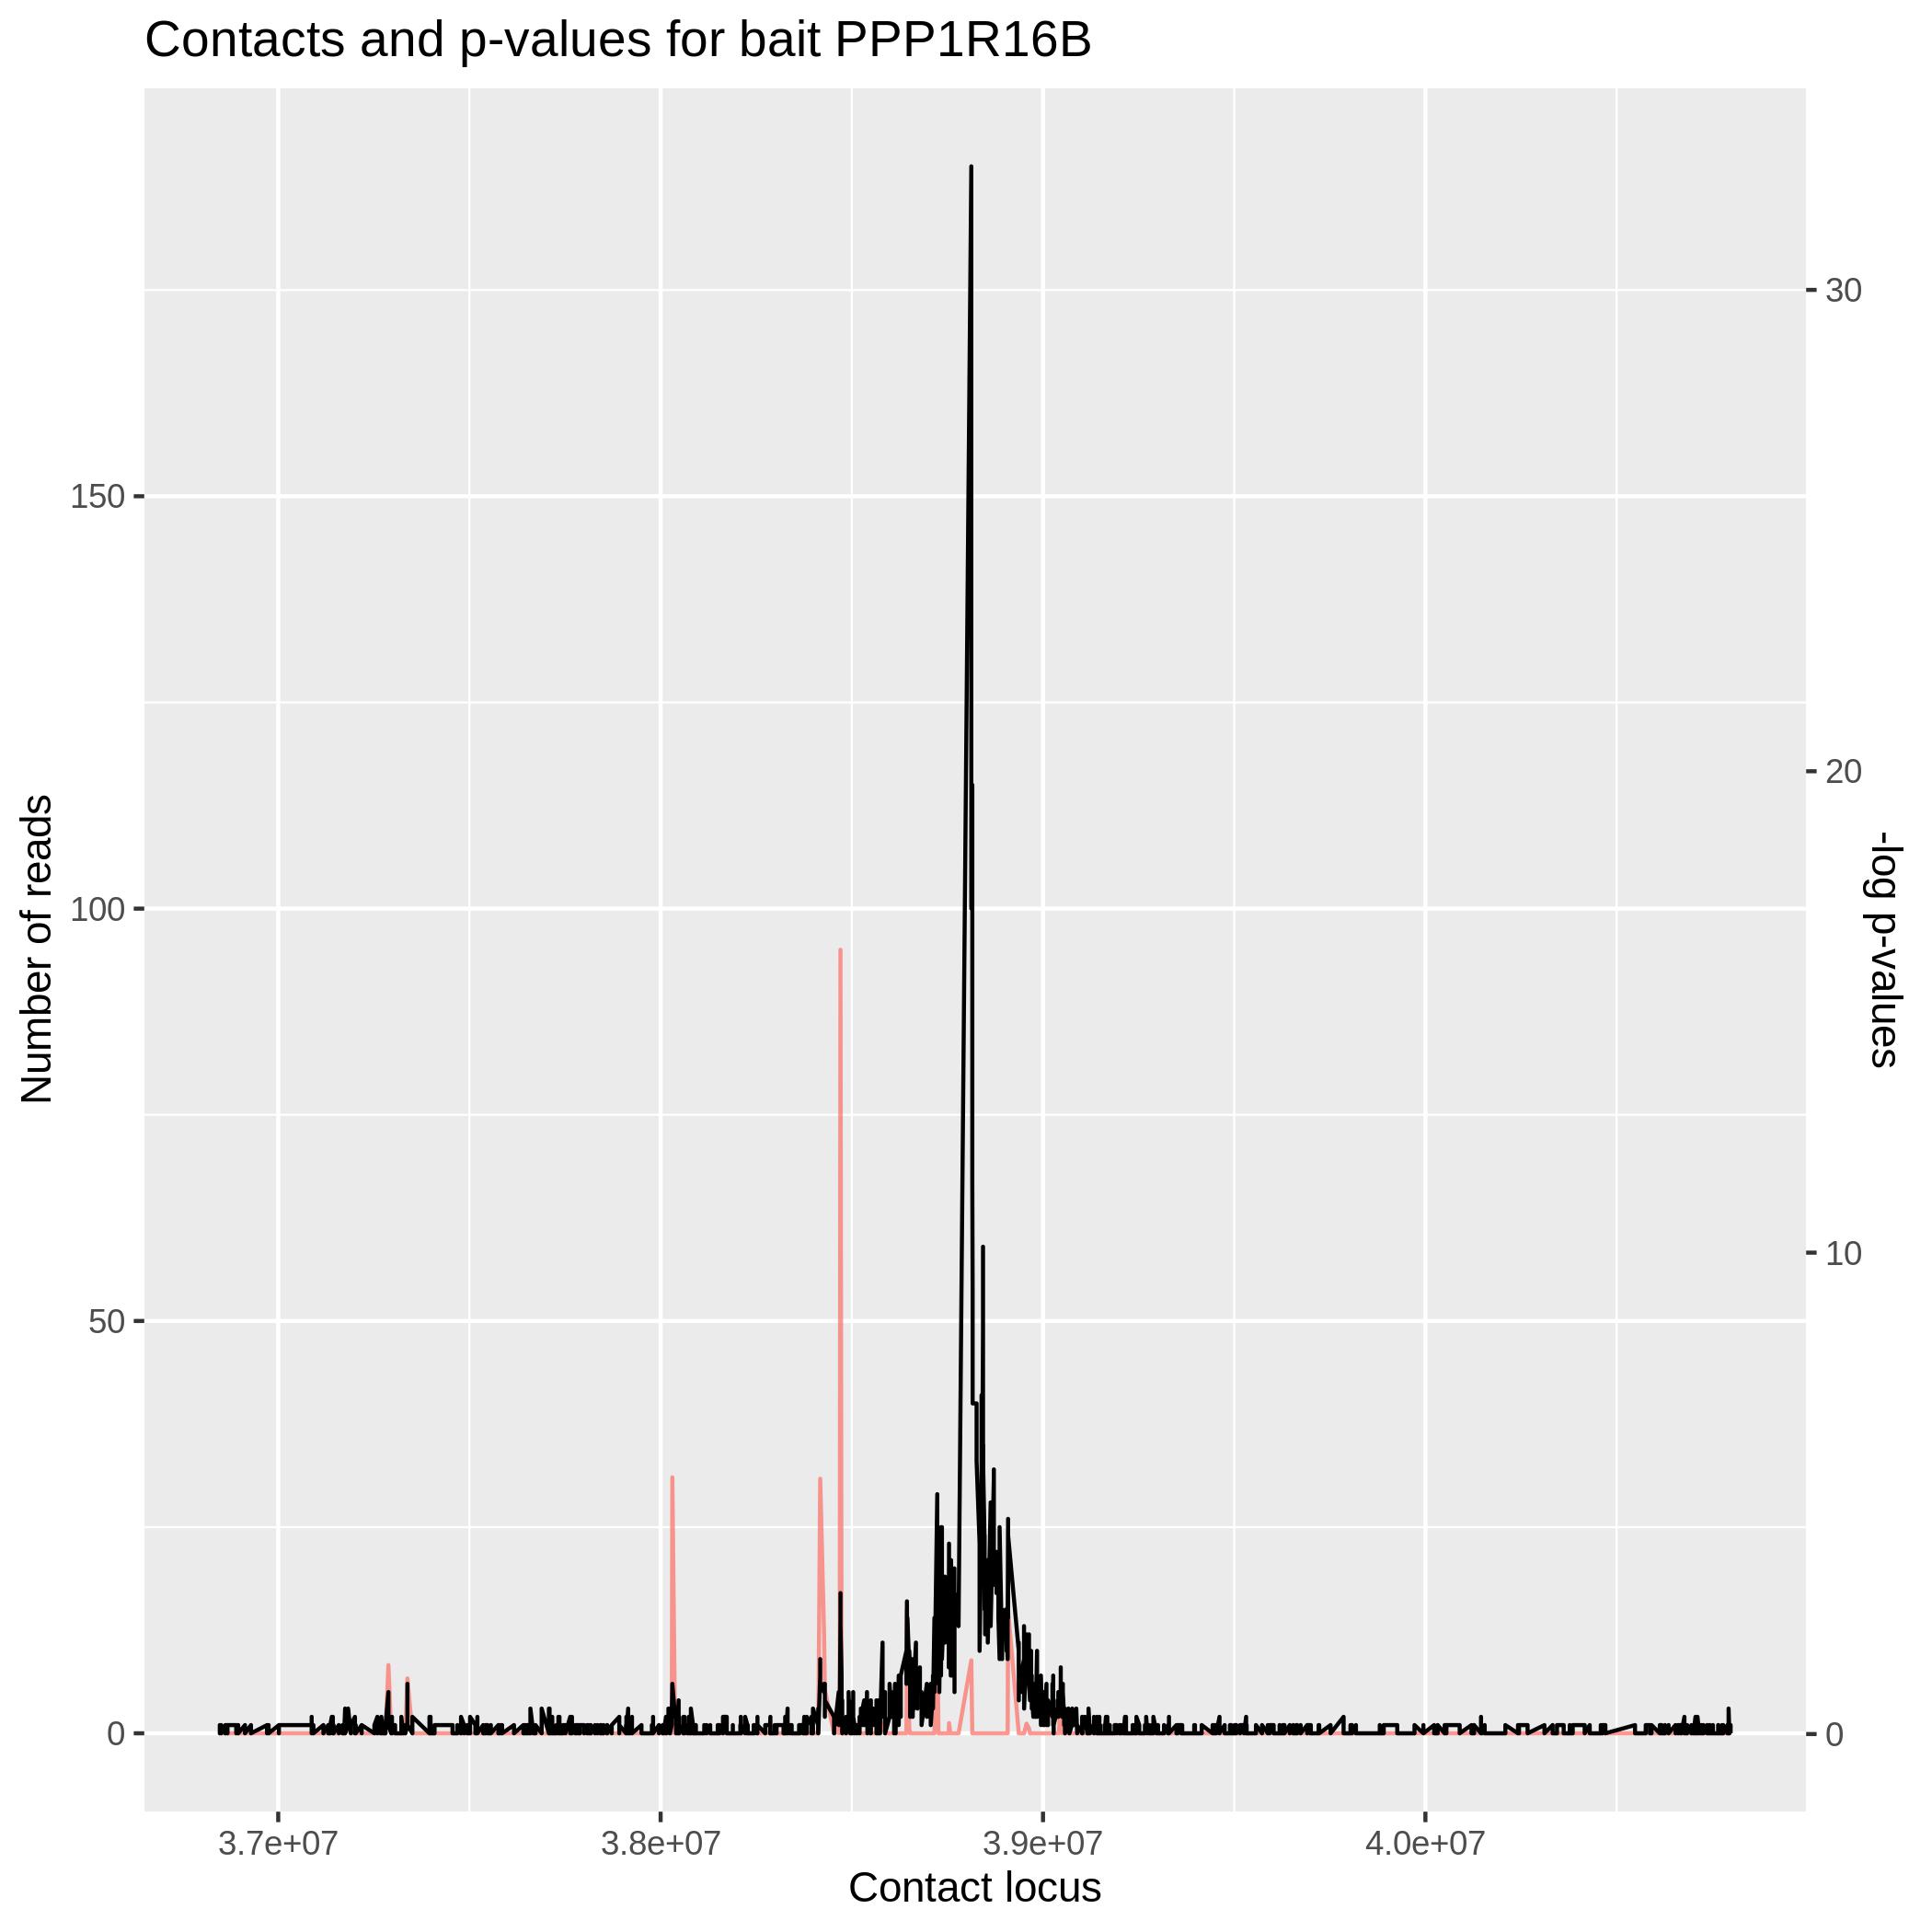 Contacts and p-values for bait PPP1R16B
Number of reads
150
100
50
0
30
20
10
0
-log p-values
3.7e+07
3.8e+07
3.9e+07
4.0e+07
Contact locus